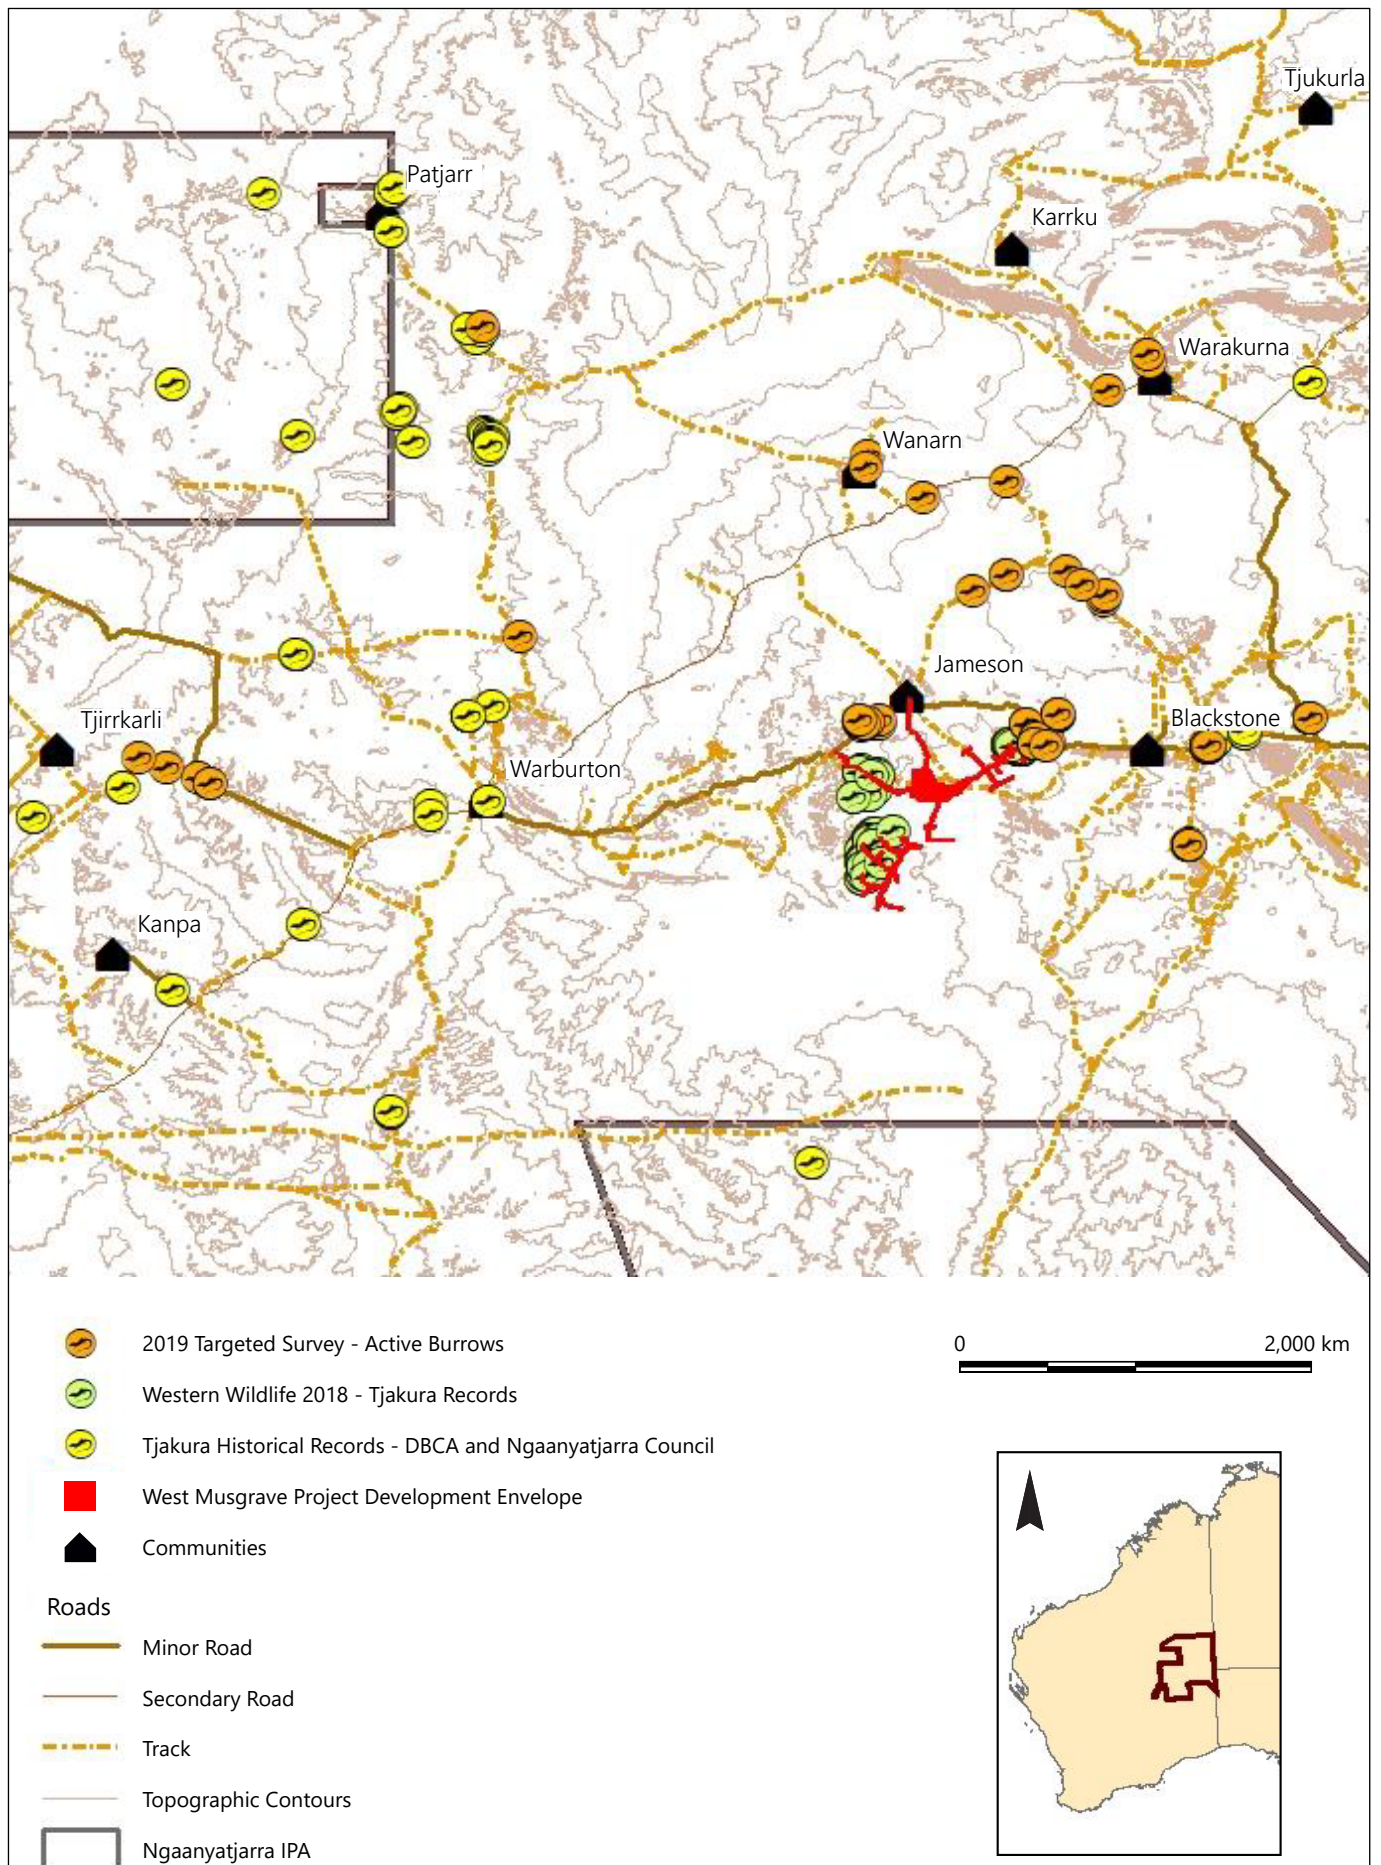 Tjukurla
Patjarr
Karrku
Warakurna
Wanarn
Jameson
Tjirrkarli
Blackstone
Warburton
Kanpa
2019 Targeted Survey - Active Burrows
0 2,000 km
Western Wildlife 2018 - Tjakura Records
Tjakura Historical Records - DBCA and Ngaanyatjarra Council
West Musgrave Project Development Envelope
Communities
Roads
Minor Road
Secondary Road
Track
Topographic Contours
Ngaanyatjarra IPA